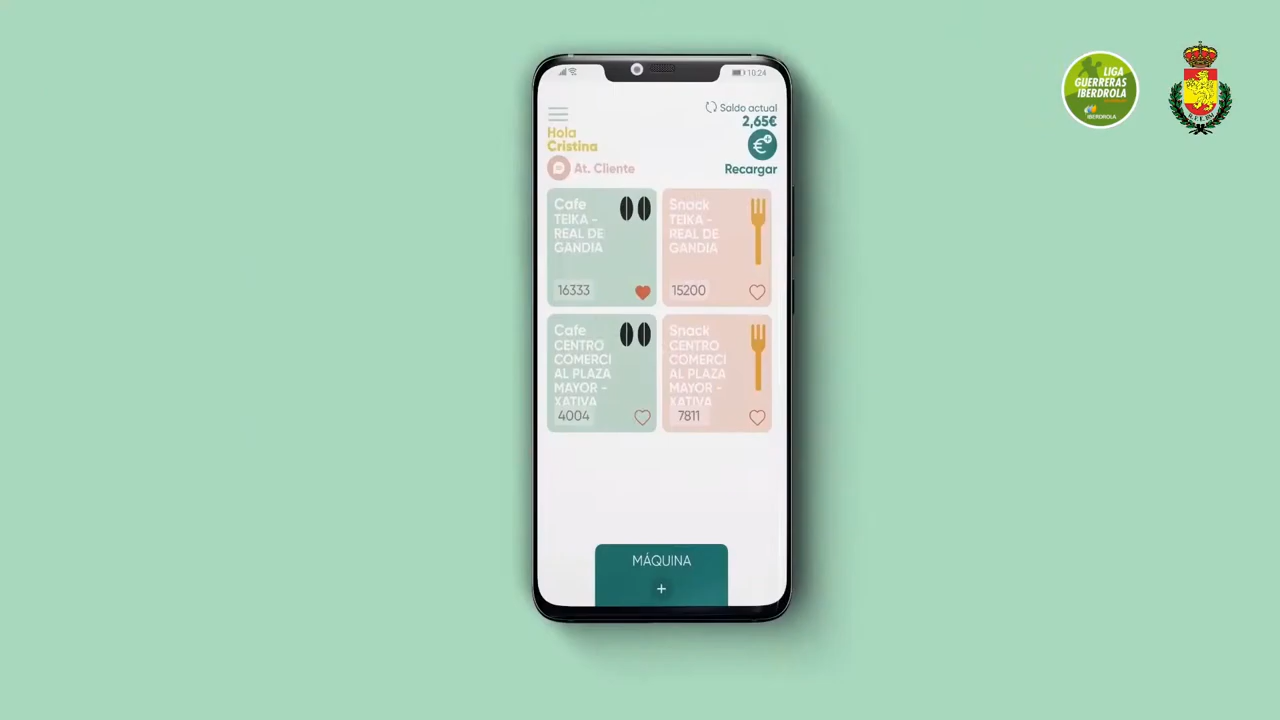 10:24
Saldo actual
2,65€
Hola
Cristina
At. Cliente
Recargar
Cafe
TEIKA -
REAL DE
GANDIA
16333
Snack
TEIKA -
REAL DE
GANDIA
15200
Cafe
CENTRO
COMERCI
AL PLAZA
MAYOR -
XATIVA
4004
Snack
CENTRO
COMERCI
AL PLAZA
MAYOR -
XATIVA
7811
MÁQUINA
+
LIGA
GUERRERAS
IBERDROLA
IBERDROLA